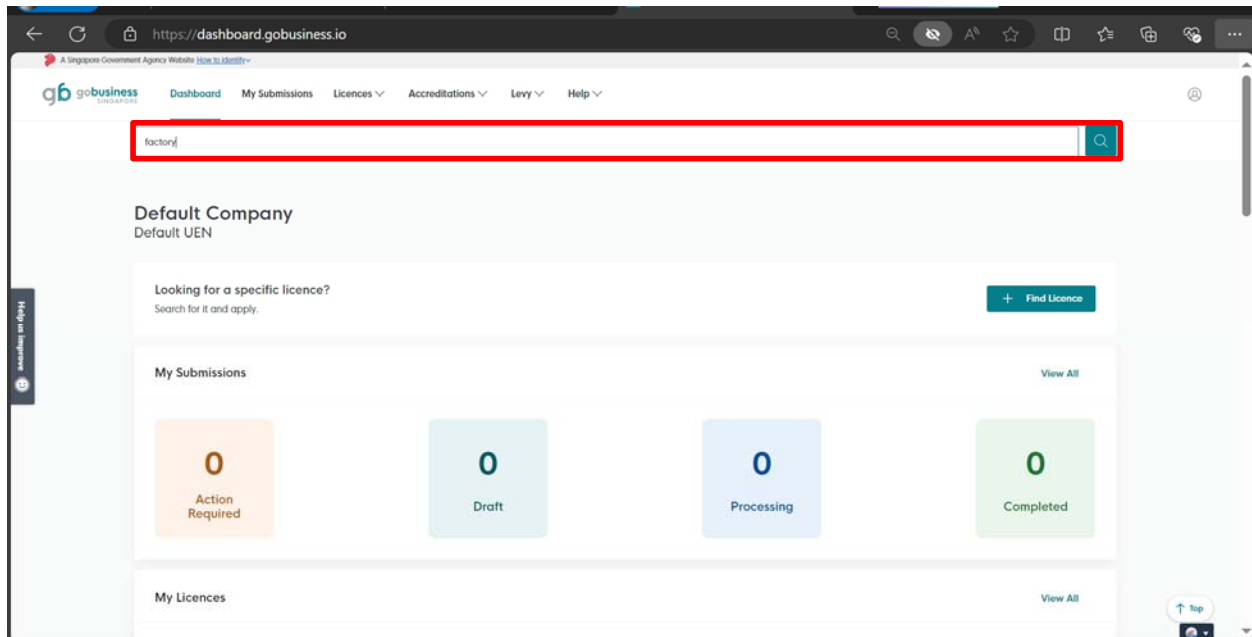 https://dashboard.gobusiness.io
A Singapore Government Agency Website How to identify
gb gobusiness SINGAPORE
Dashboard My Submissions Licences Accreditations Levy Help
factory
Default Company
Default UEN
Looking for a specific licence?
Search for it and apply.
+ Find Licence
Help us improve
My Submissions View All
0 0 0 0
Action Required Draft Processing Completed
My Licences View All
↑ Top